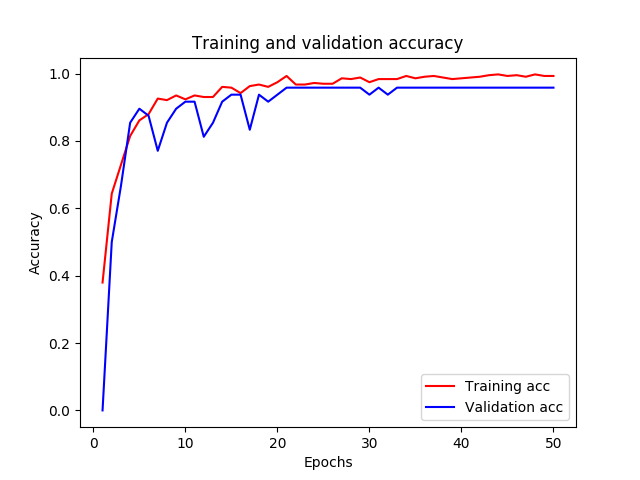 Training and validation accuracy
1.0
0.8
0.6
0.4
0.2
0.0
Accuracy
Training acc
Validation acc
0 10 20 30 40 50
Epochs